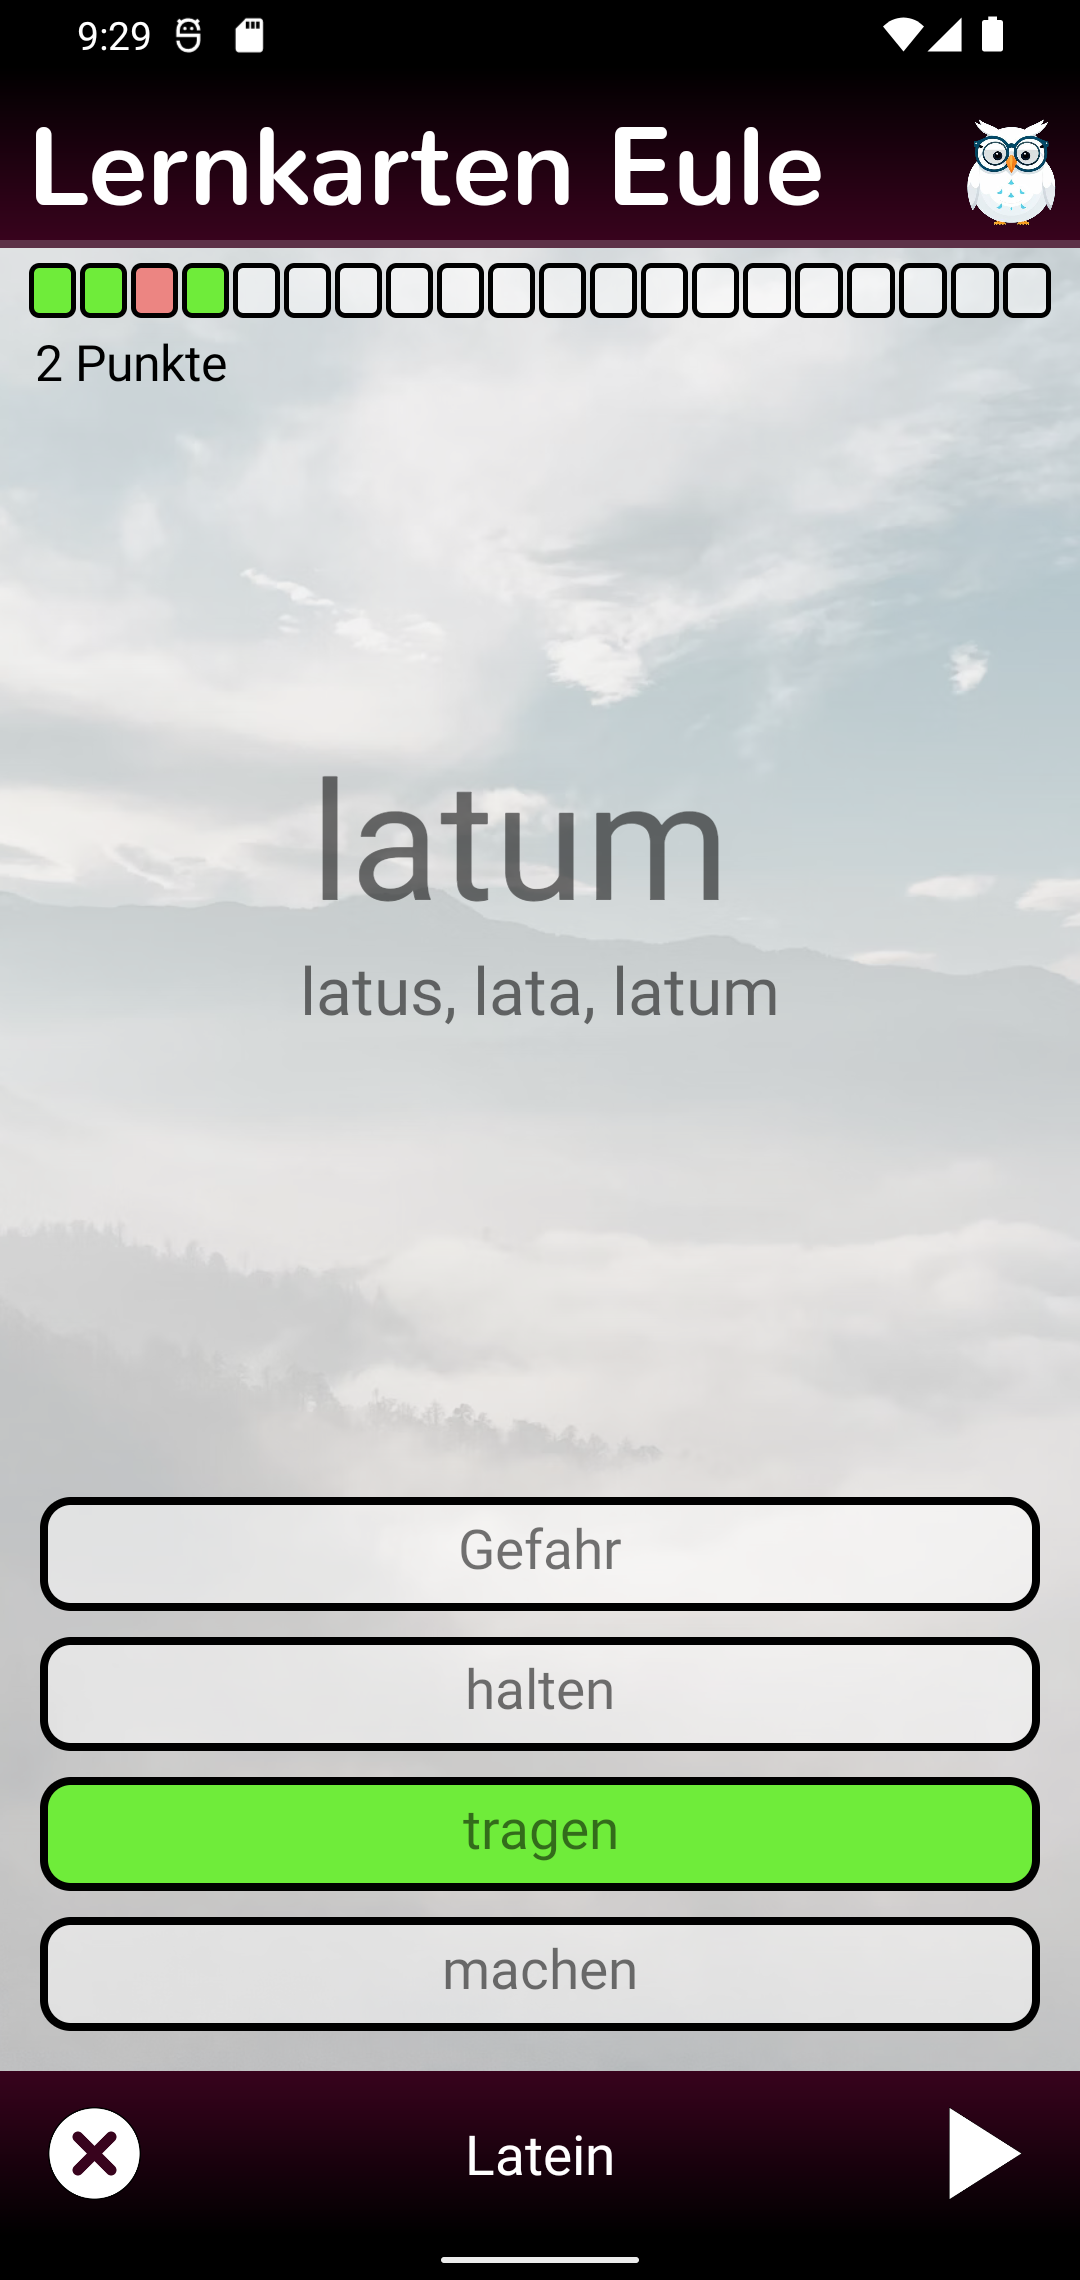 9:29
Lernkarten Eule
2 Punkte
latum
latus, lata, latum
Gefahr
halten
tragen
machen
Latein